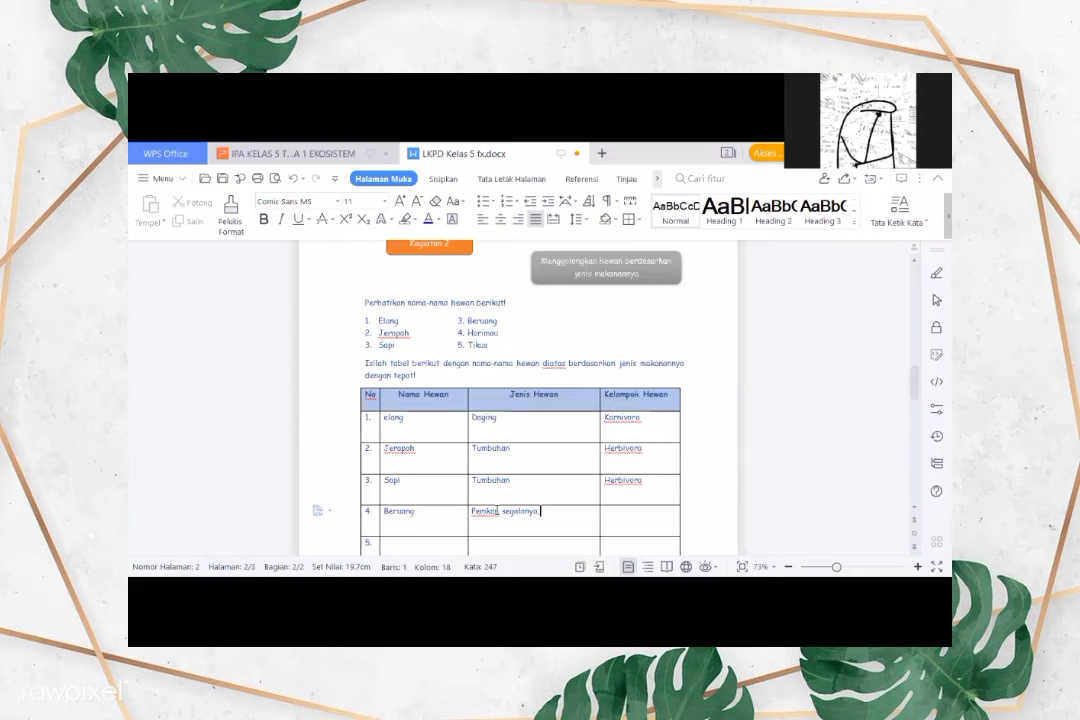 WPS Office
IPA KELAS 5 T...A 1 EKOSISTEM
LKPD Kelas 5 fx.docx
Akses ..
Menu
Halaman Muka
Sisipkan
Tata Letak Halaman
Referensi
Tinjau
Cari fitur
Tempel
Potong
Salin
Pelukis Format
Comic Sans MS
11
AaBbCcD
Normal
AaBl
Heading 1
AaBb(
Heading 2
AaBbC
Heading 3
Tata Ketik Kata
Kegiatan 2
Menggolongkan hewan berdasarkan
jenis makanannya
Perhatikan nama-nama hewan berikut!
1. Elang 3. Beruang
2. Jerapah 4. Harimau
3. Sapi 5. Tikus
Isilah tabel berikut dengan nama-nama hewan diatas berdasarkan jenis makanannya
dengan tepat!
No Nama Hewan Jenis Hewan Kelompok Hewan
1. elang Daging Karnivora
2. Jerapah Tumbuhan Herbivora
3. Sapi Tumbuhan Herbivora
4. Beruang Pemkan segalanya,
5.
Nomor Halaman: 2 Halaman: 2/3 Bagian: 2/2 Set Nilai: 19.7cm Baris: 1 Kolom: 18 Kata: 247 73%
rawpixel